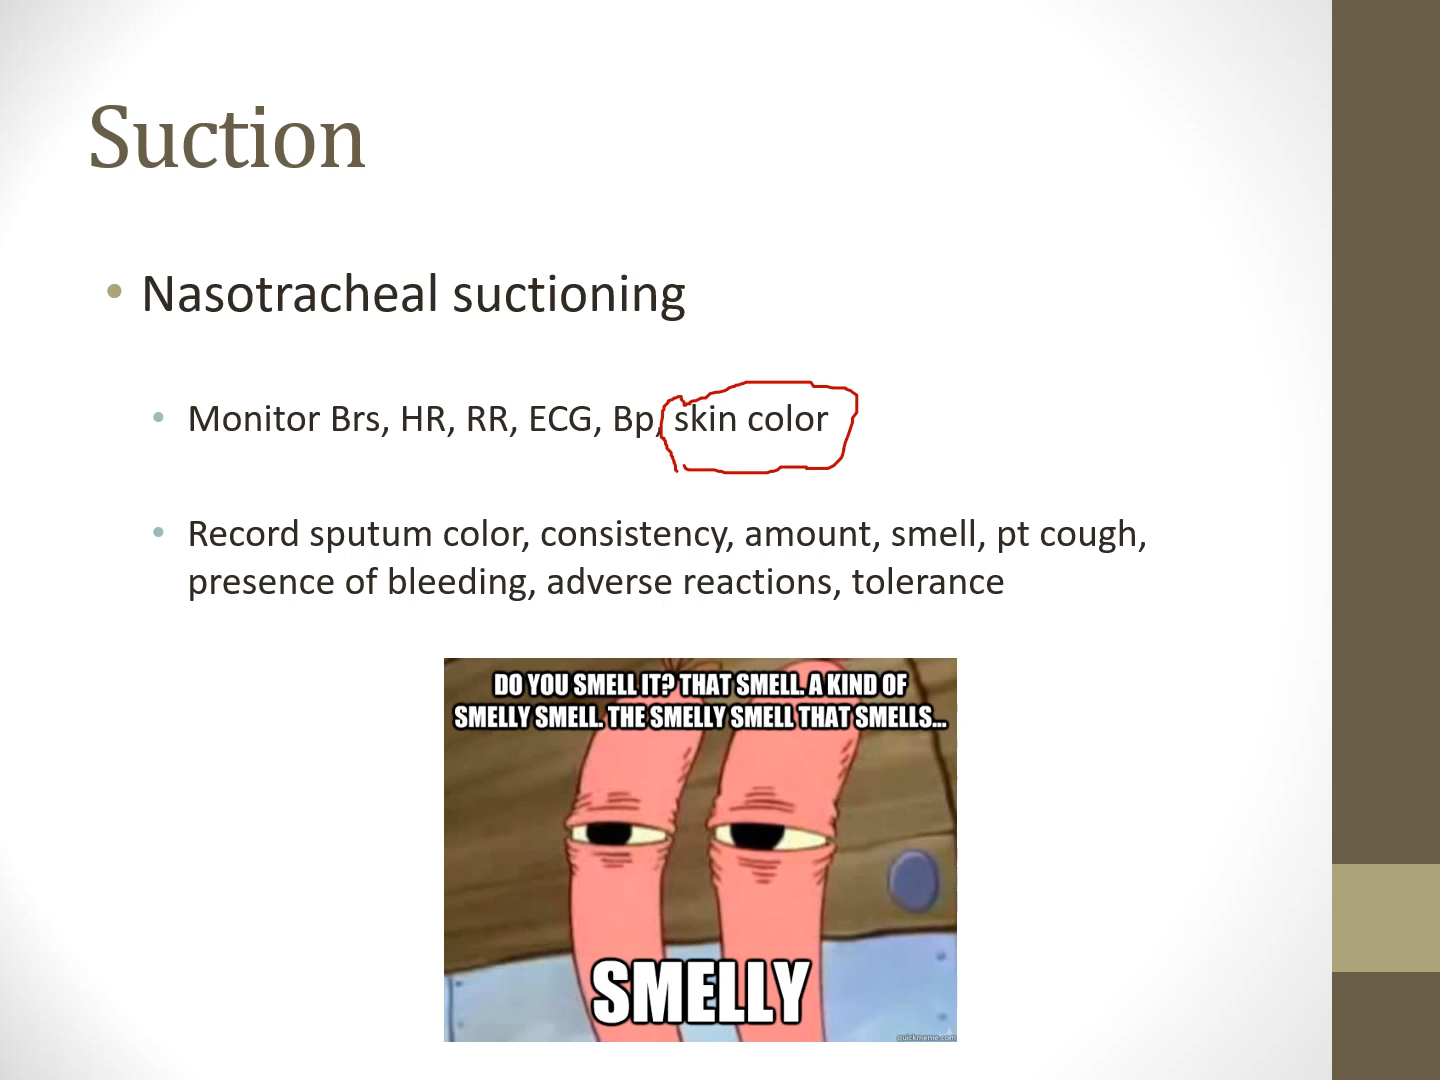 Suction
• Nasotracheal suctioning
• Monitor Brs, HR, RR, ECG, Bp, skin color
• Record sputum color, consistency, amount, smell, pt cough,
presence of bleeding, adverse reactions, tolerance
DO YOU SMELL IT? THAT SMELL. A KIND OF
SMELLY SMELL. THE SMELLY SMELL THAT SMELLS...
SMELLY
quickmeme.com